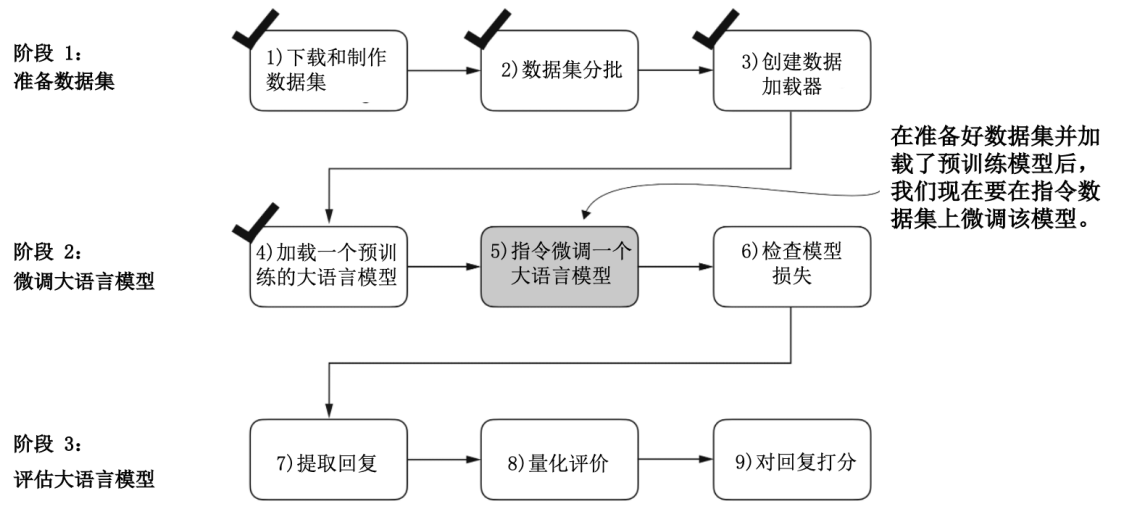 阶段 1:
准备数据集
1)下载和制作
数据集
2)数据集分批
3)创建数据
加载器
在准备好数据集并加
载了预训练模型后，
我们现在要在指令数
据集上微调该模型。
阶段 2:
微调大语言模型
4)加载一个预训
练的大语言模型
5)指令微调一个
大语言模型
6)检查模型
损失
阶段 3:
评估大语言模型
7)提取回复
8)量化评价
9)对回复打分